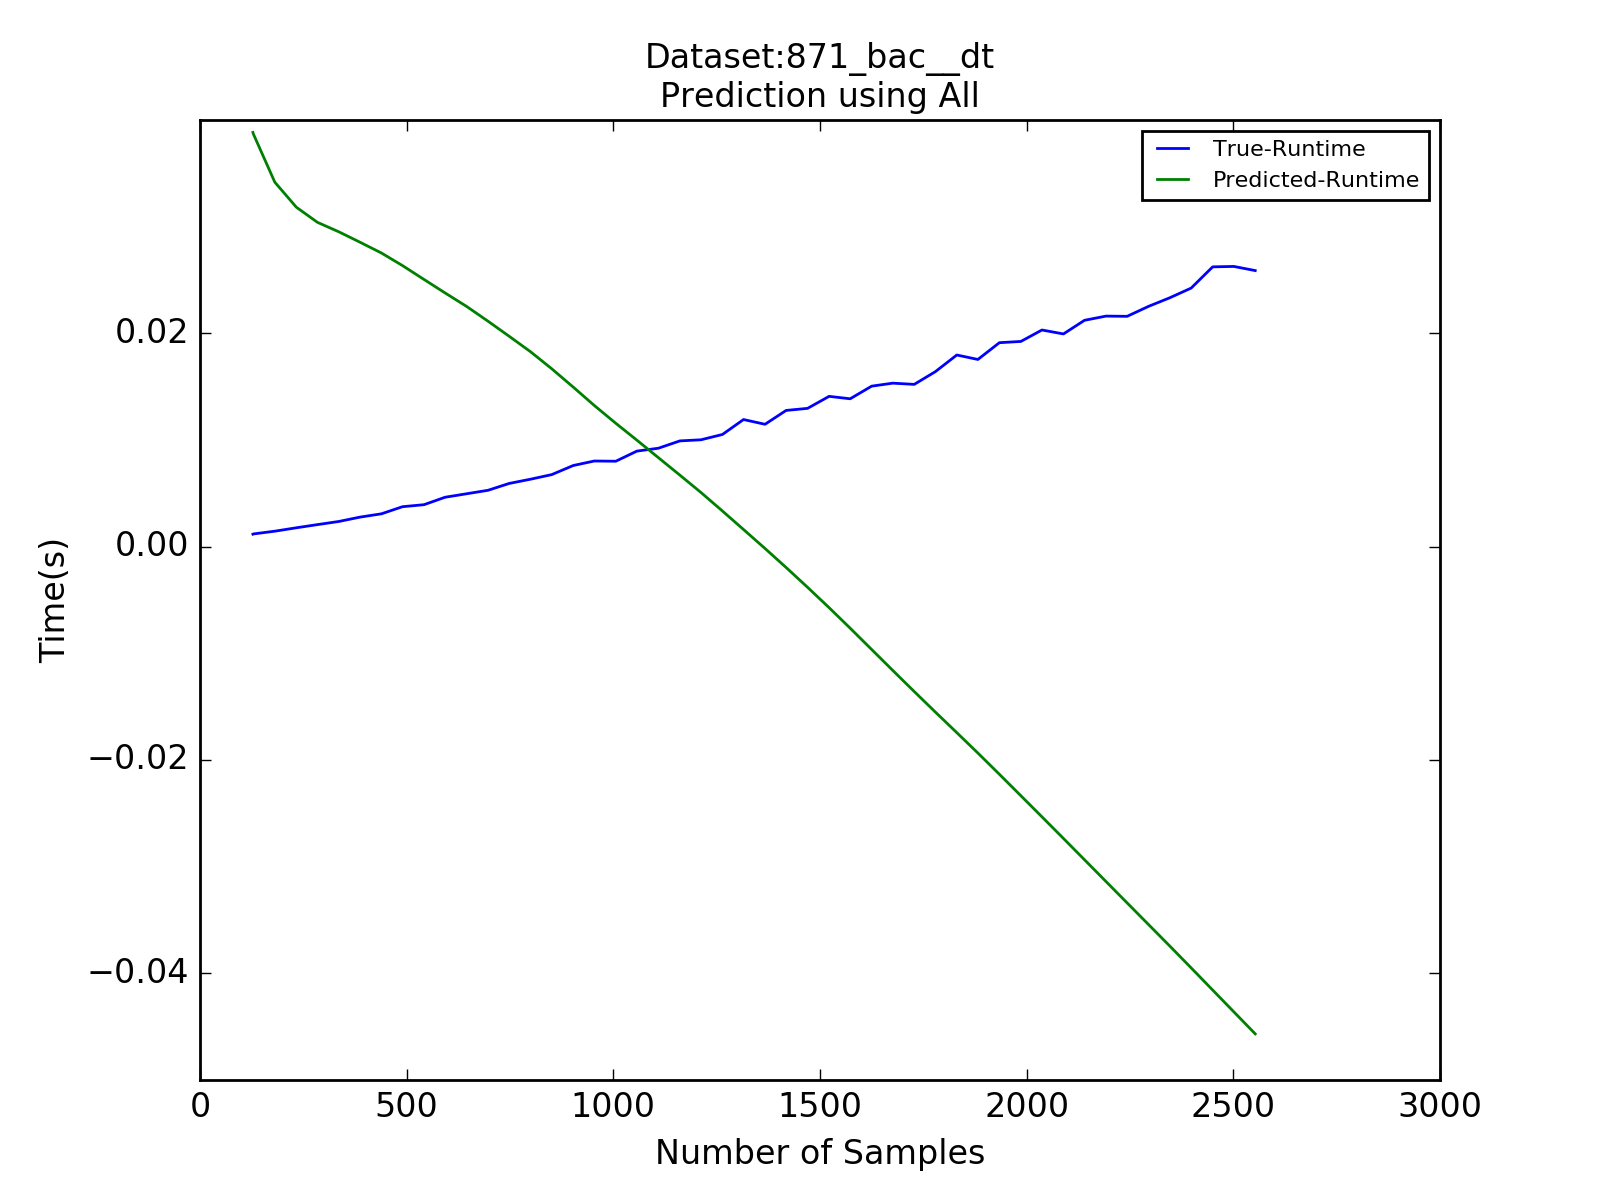 Dataset:871_bac__dt
Prediction using All
True-Runtime
Predicted-Runtime
0.02
0.00
−0.02
−0.04
Time(s)
0 500 1000 1500 2000 2500 3000
Number of Samples